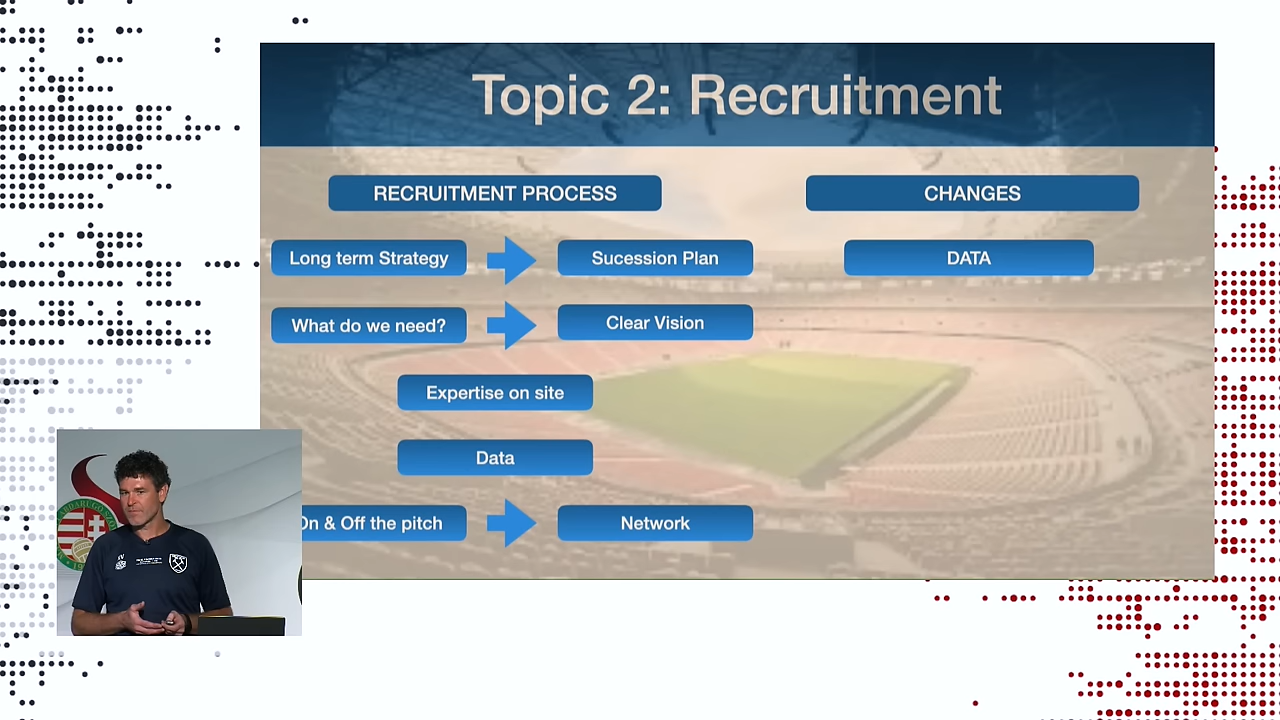 Topic 2: Recruitment
RECRUITMENT PROCESS
CHANGES
Long term Strategy
Sucession Plan
DATA
What do we need?
Clear Vision
Expertise on site
Data
On & Off the pitch
Network